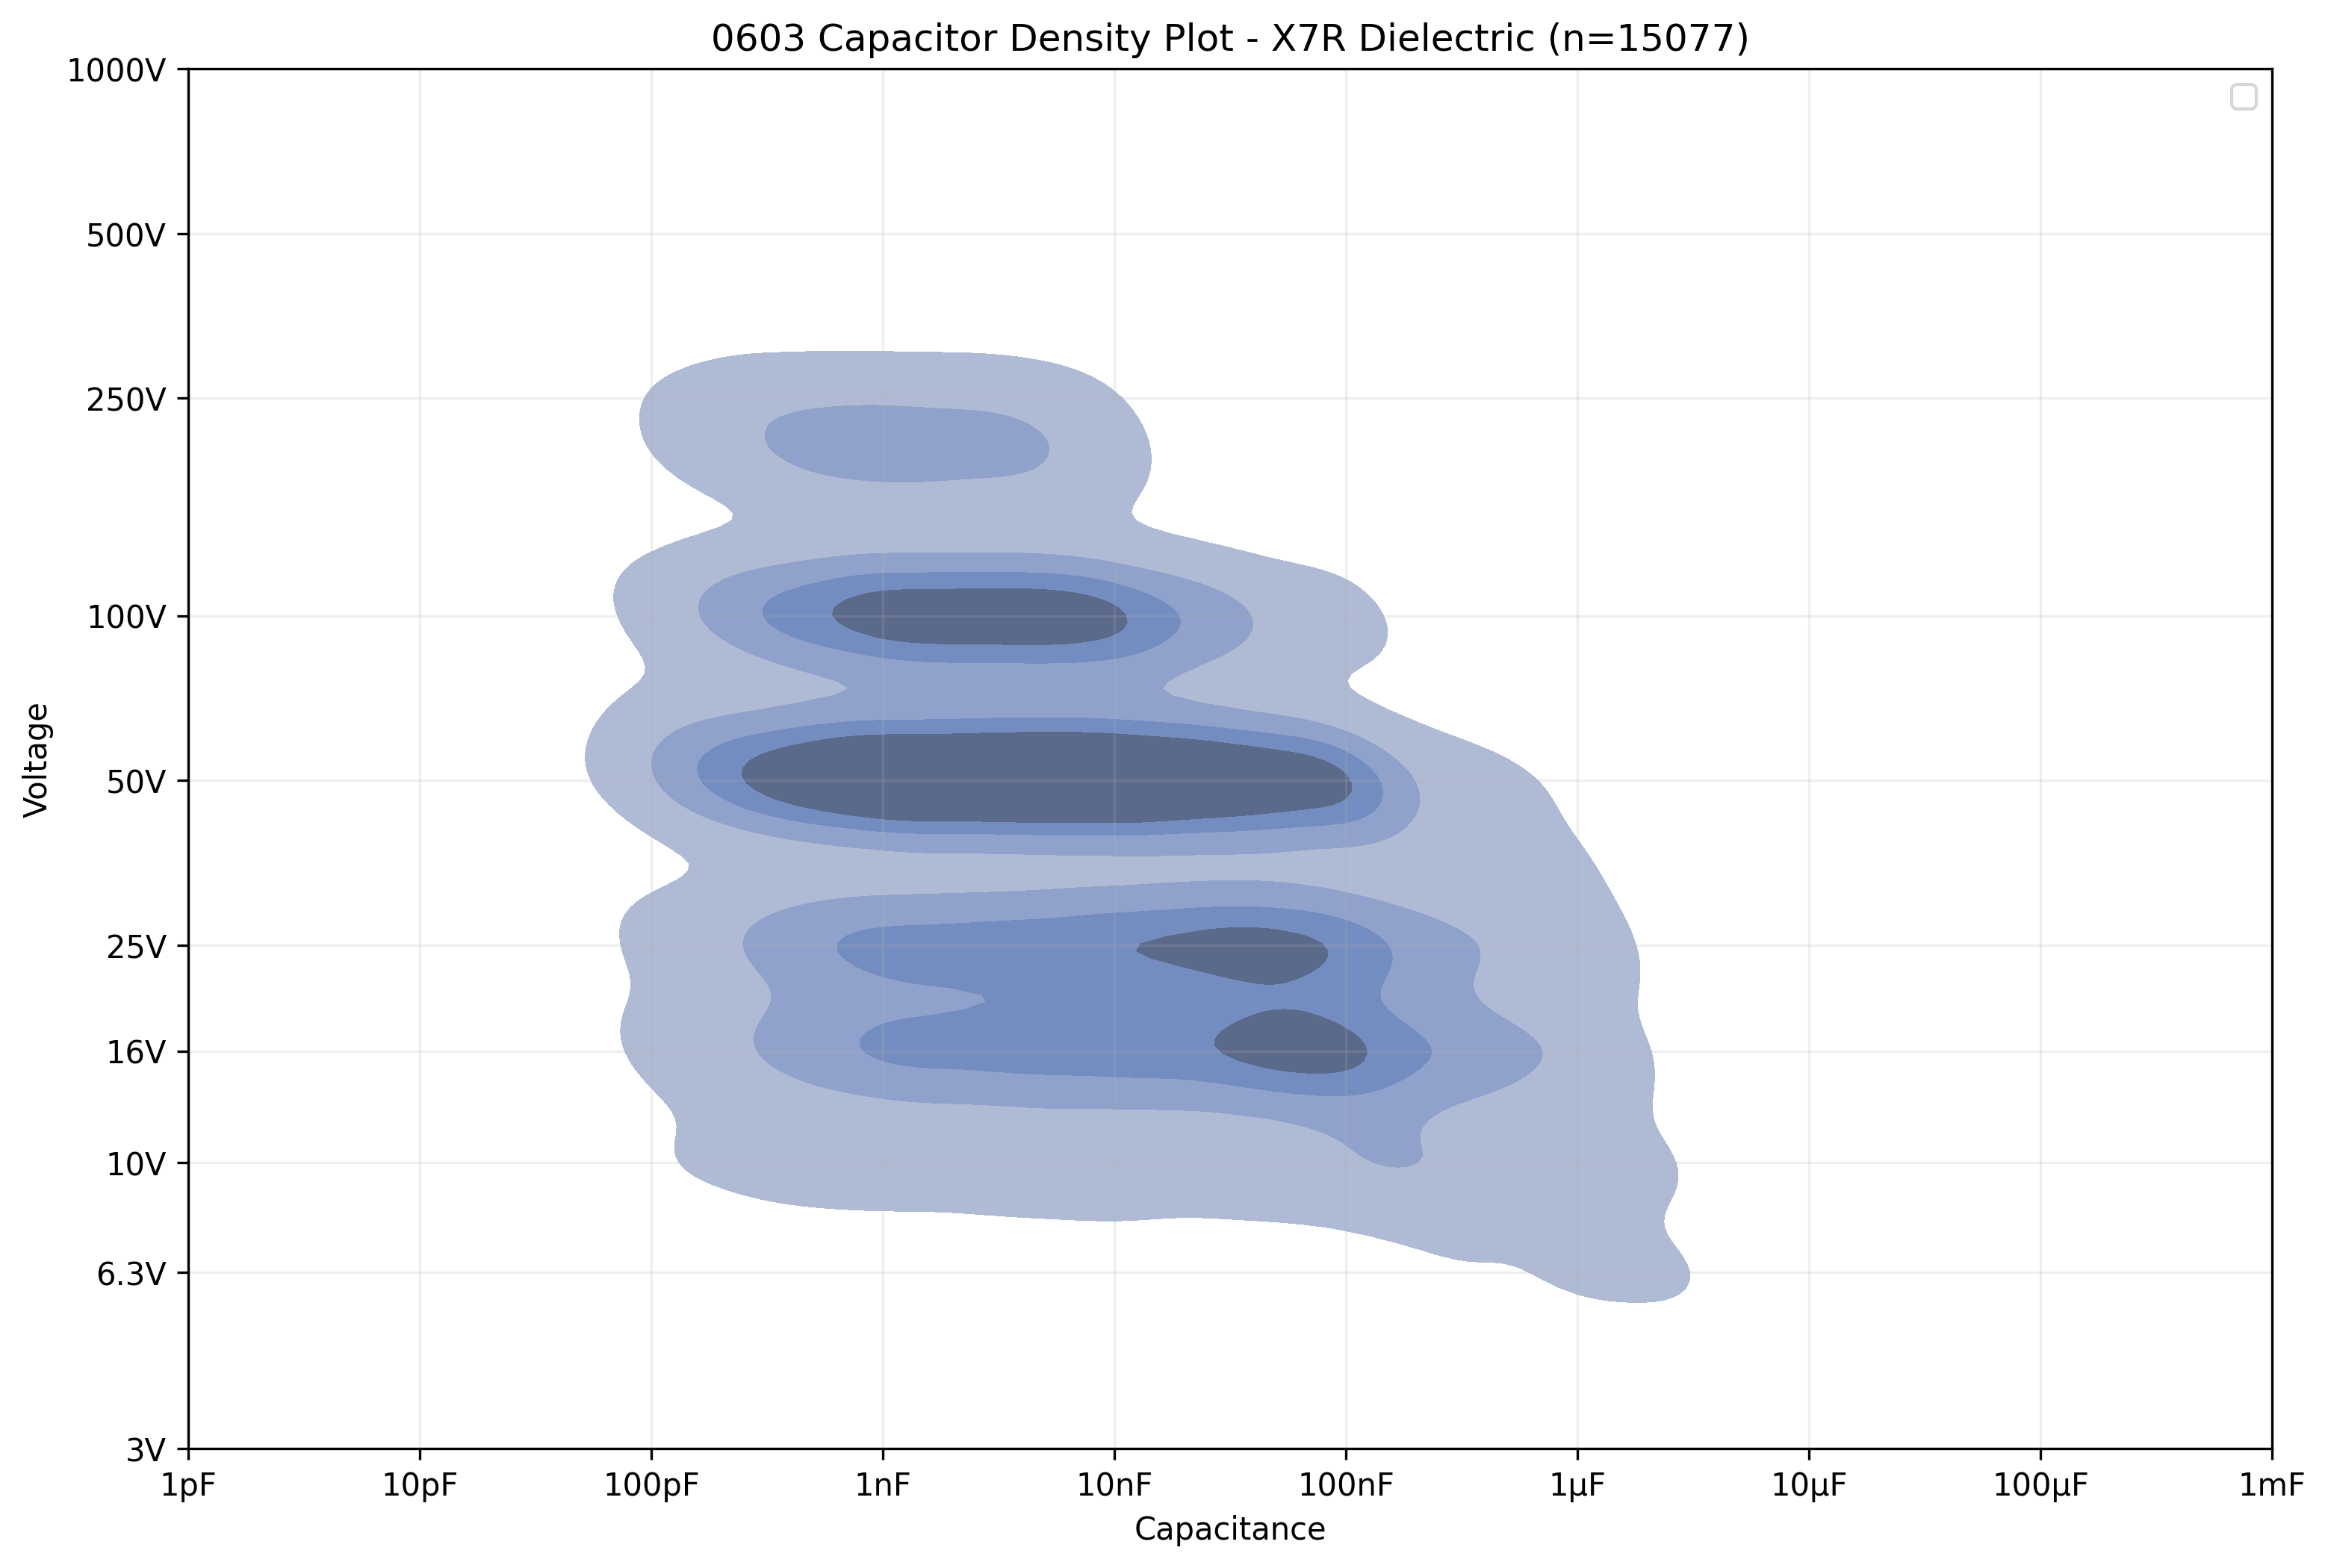 0603 Capacitor Density Plot - X7R Dielectric (n=15077)
1000V
500V
250V
100V
50V
25V
16V
10V
6.3V
3V
Voltage
1pF
10pF
100pF
1nF
10nF
100nF
1μF
10μF
100μF
1mF
Capacitance